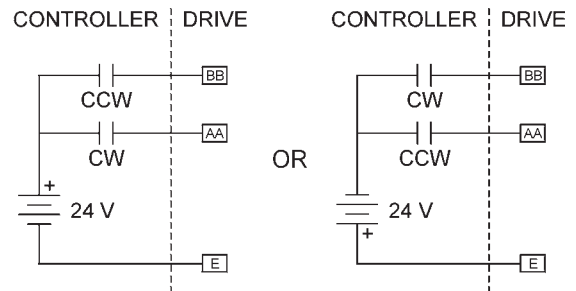 CONTROLLER DRIVE
BB
CCW
AA
CW
+
24 V
E
OR
CONTROLLER DRIVE
BB
CW
AA
CCW
24 V
+
E